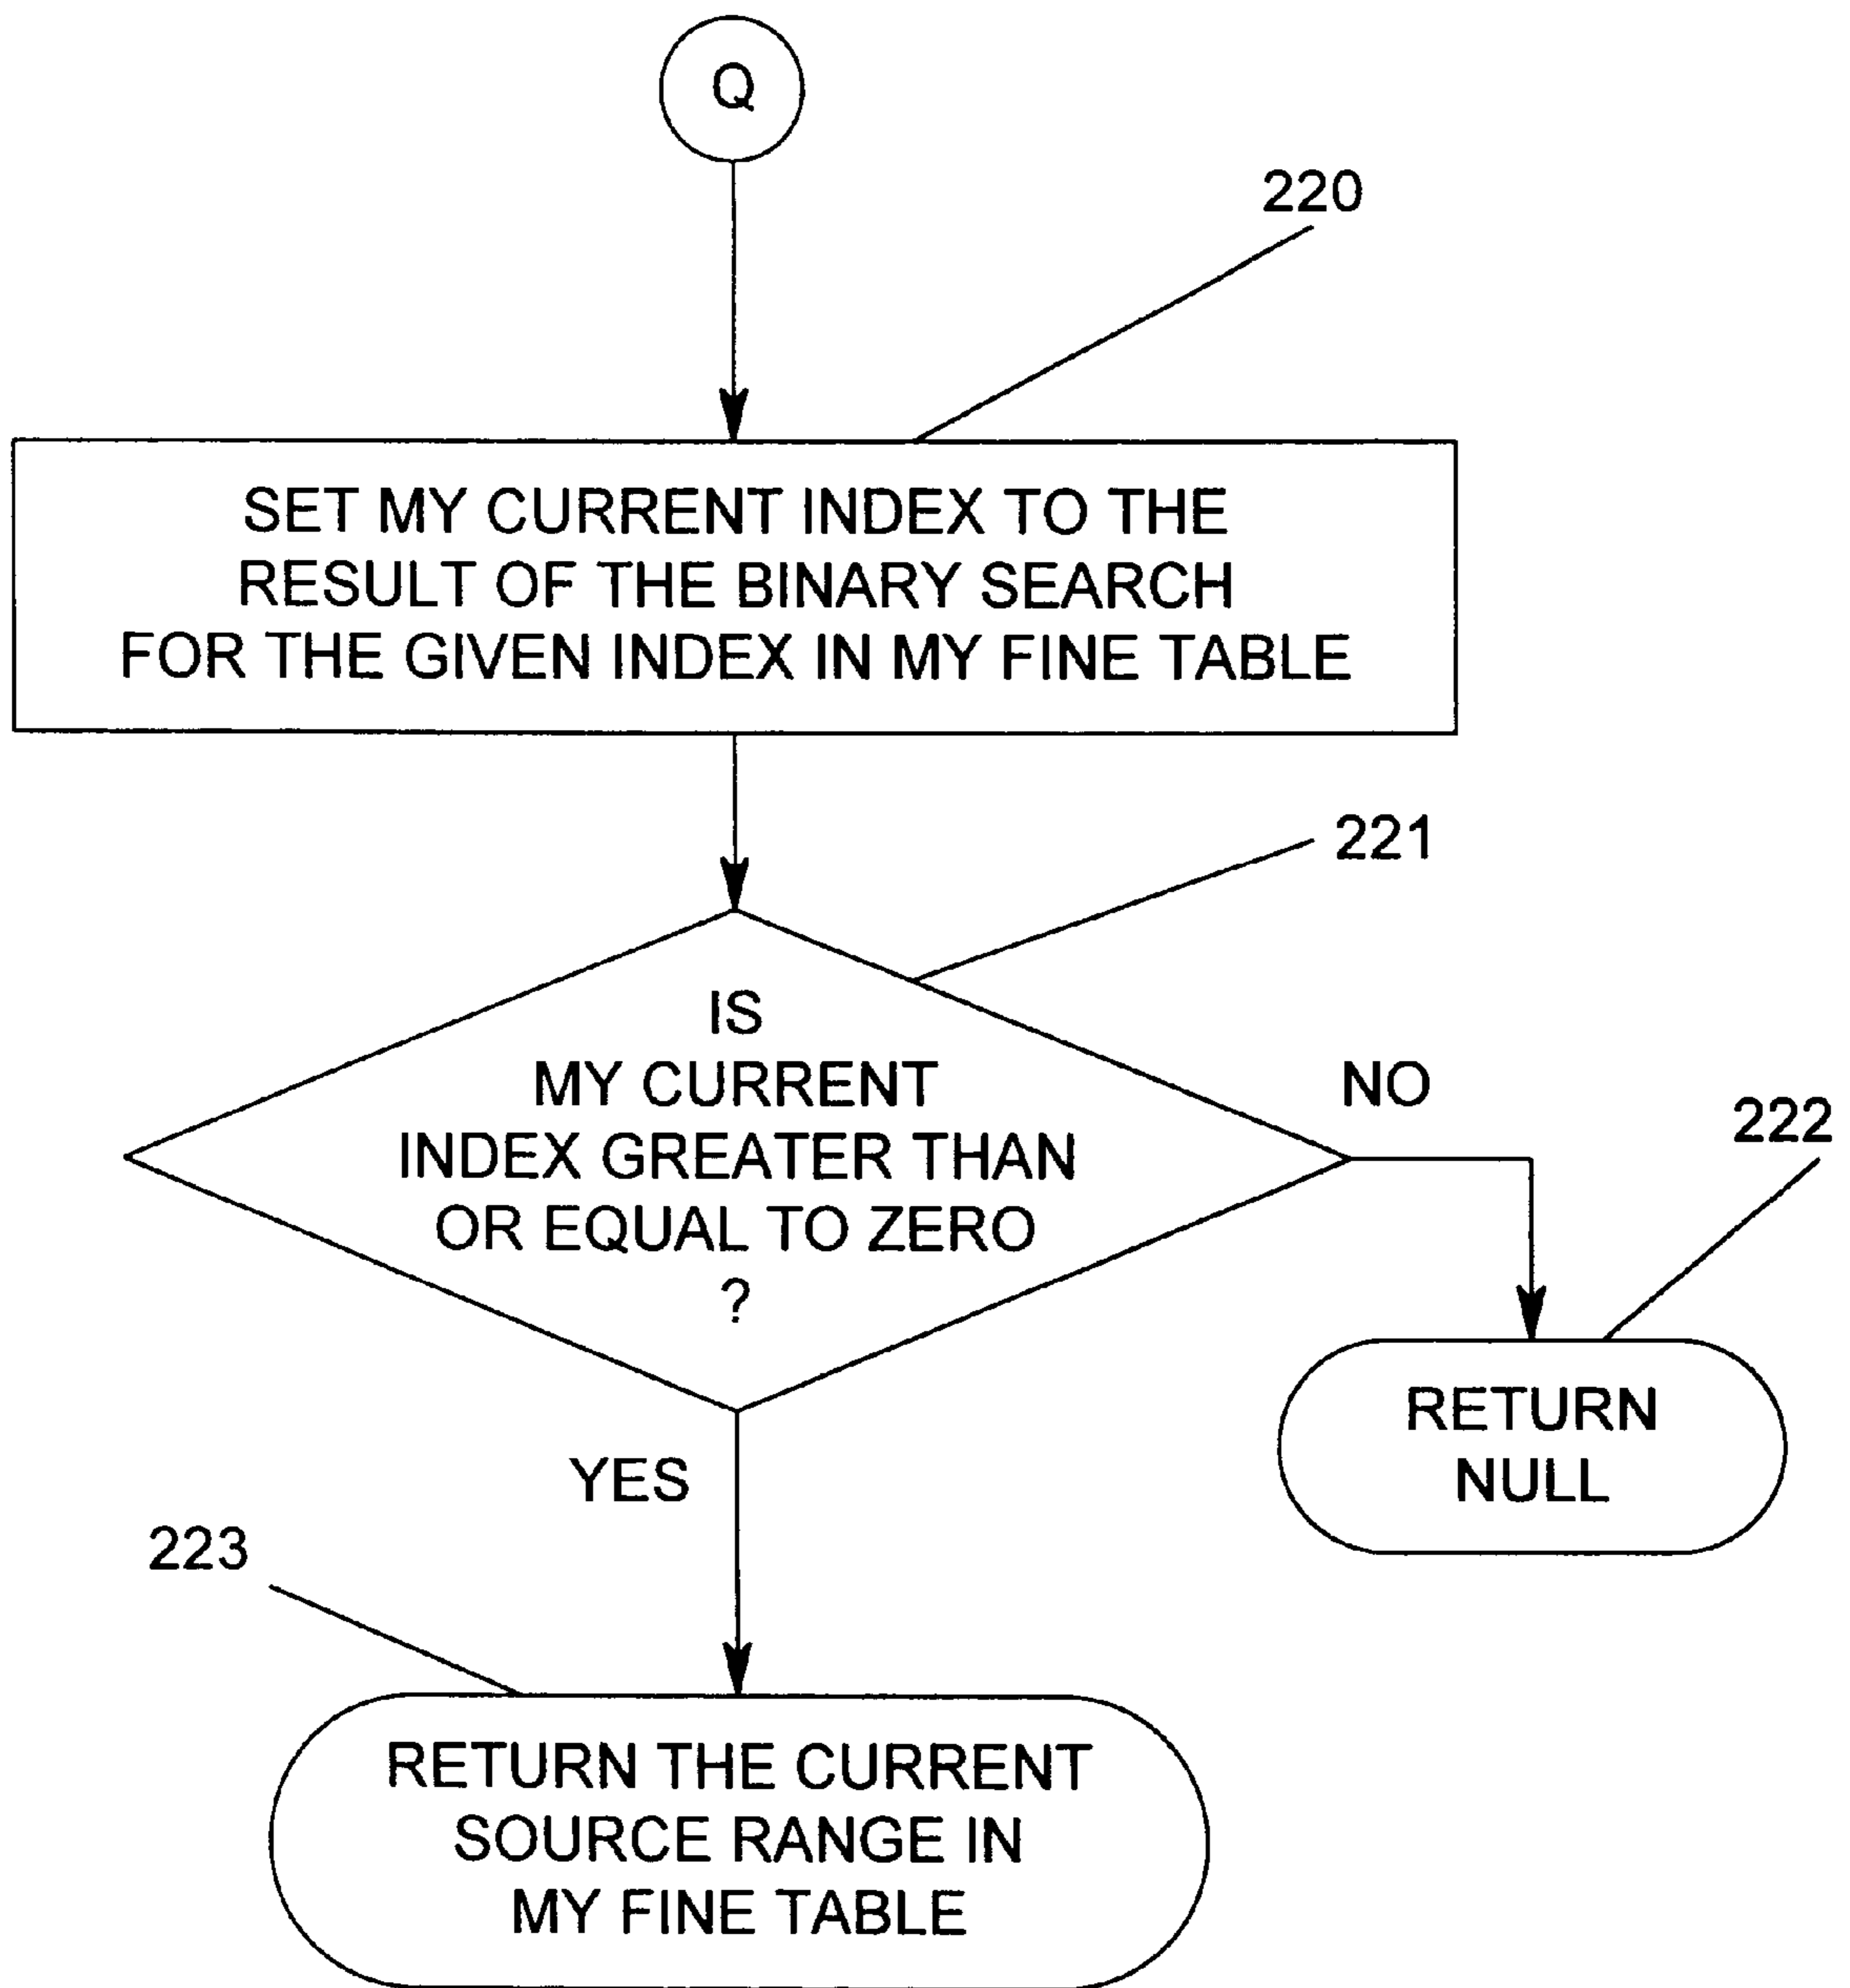 Q
220
SET MY CURRENT INDEX TO THE
RESULT OF THE BINARY SEARCH
FOR THE GIVEN INDEX IN MY FINE TABLE
221
IS
MY CURRENT
INDEX GREATER THAN
OR EQUAL TO ZERO
?
NO
222
RETURN
NULL
YES
223
RETURN THE CURRENT
SOURCE RANGE IN
MY FINE TABLE